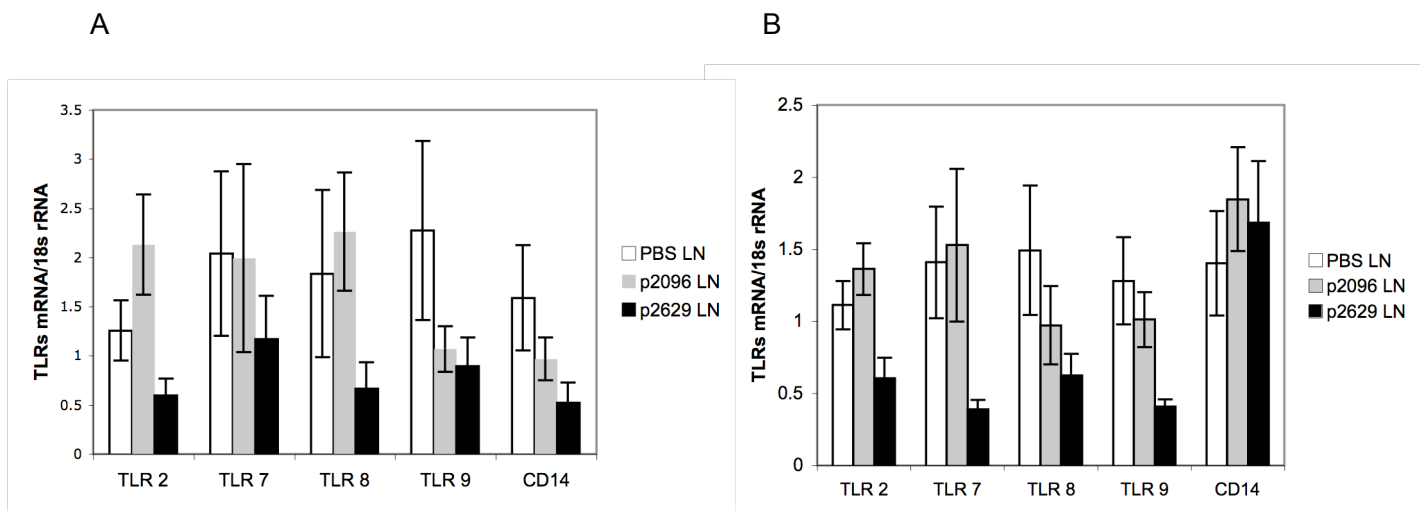 A
B
TLRs mRNA/18s rRNA
3.5
3
2.5
2
1.5
1
0.5
0
TLR 2 TLR 7 TLR 8 TLR 9 CD14
PBS LN
p2096 LN
p2629 LN
TLRs mRNA/18s rRNA
2.5
2
1.5
1
0.5
0
TLR 2 TLR 7 TLR 8 TLR 9 CD14
PBS LN
p2096 LN
p2629 LN